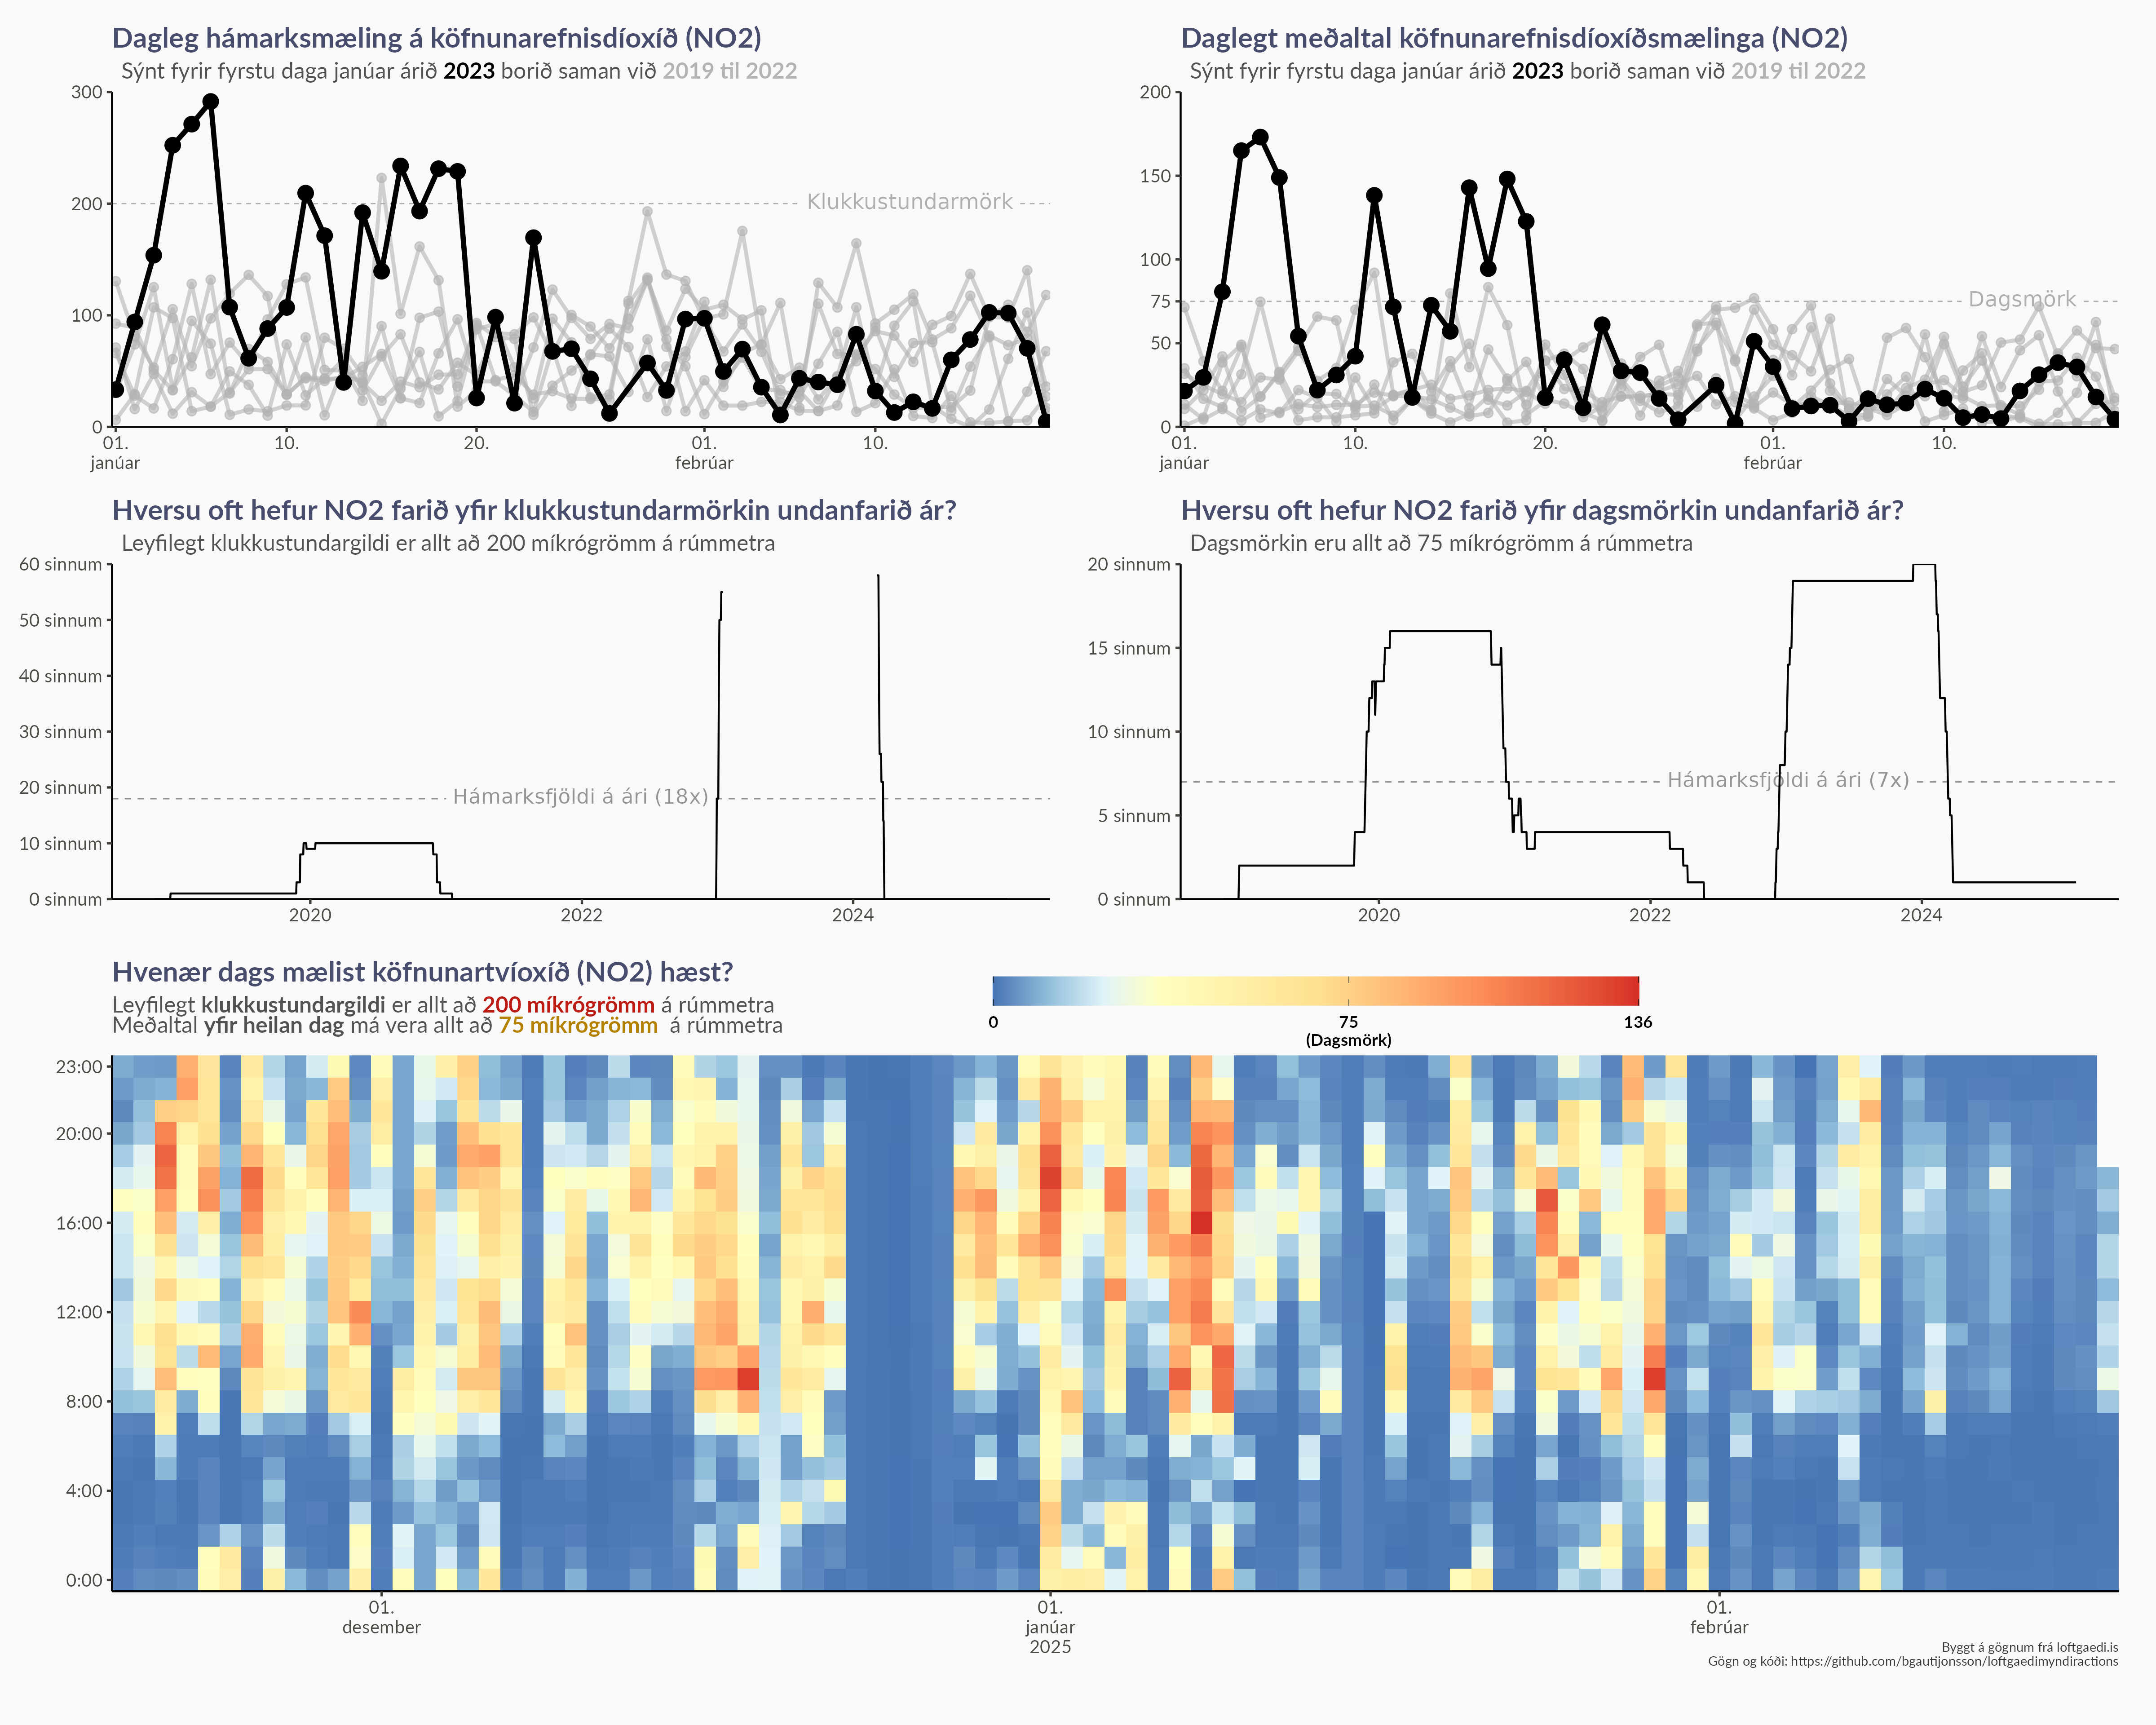 Dagleg hámarksmæling á köfnunarefnisdíoxíð (NO2)
Sýnt fyrir fyrstu daga janúar árið 2023 borið saman við 2019 til 2022
300
200
100
0
Klukkustundarmörk
01.
janúar
10.
20.
01.
febrúar
10.
Daglegt meðaltal köfnunarefnisdíoxíðsmælinga (NO2)
Sýnt fyrir fyrstu daga janúar árið 2023 borið saman við 2019 til 2022
200
150
100
75
50
0
Dagsmörk
01.
janúar
10.
20.
01.
febrúar
10.
Hversu oft hefur NO2 farið yfir klukkustundarmörkin undanfarið ár?
Leyfilegt klukkustundargildi er allt að 200 míkrógrömm á rúmmetra
60 sinnum
50 sinnum
40 sinnum
30 sinnum
20 sinnum
10 sinnum
0 sinnum
Hámarksfjöldi á ári (18x)
2020
2022
2024
Hversu oft hefur NO2 farið yfir dagsmörkin undanfarið ár?
Dagsmörkin eru allt að 75 míkrógrömm á rúmmetra
20 sinnum
15 sinnum
10 sinnum
5 sinnum
0 sinnum
Hámarksfjöldi á ári (7x)
2020
2022
2024
Hvenær dags mælist köfnunartvíoxíð (NO2) hæst?
Leyfilegt klukkustundargildi er allt að 200 míkrógrömm á rúmmetra
Meðaltal yfir heilan dag má vera allt að 75 míkrógrömm á rúmmetra
0
75
(Dagsmörk)
136
23:00
20:00
16:00
12:00
8:00
4:00
0:00
01.
desember
01.
janúar
2025
01.
febrúar
Byggt á gögnum frá loftgaedi.is
Gögn og kóði: https://github.com/bgautijonsson/loftgaedimyndiractions